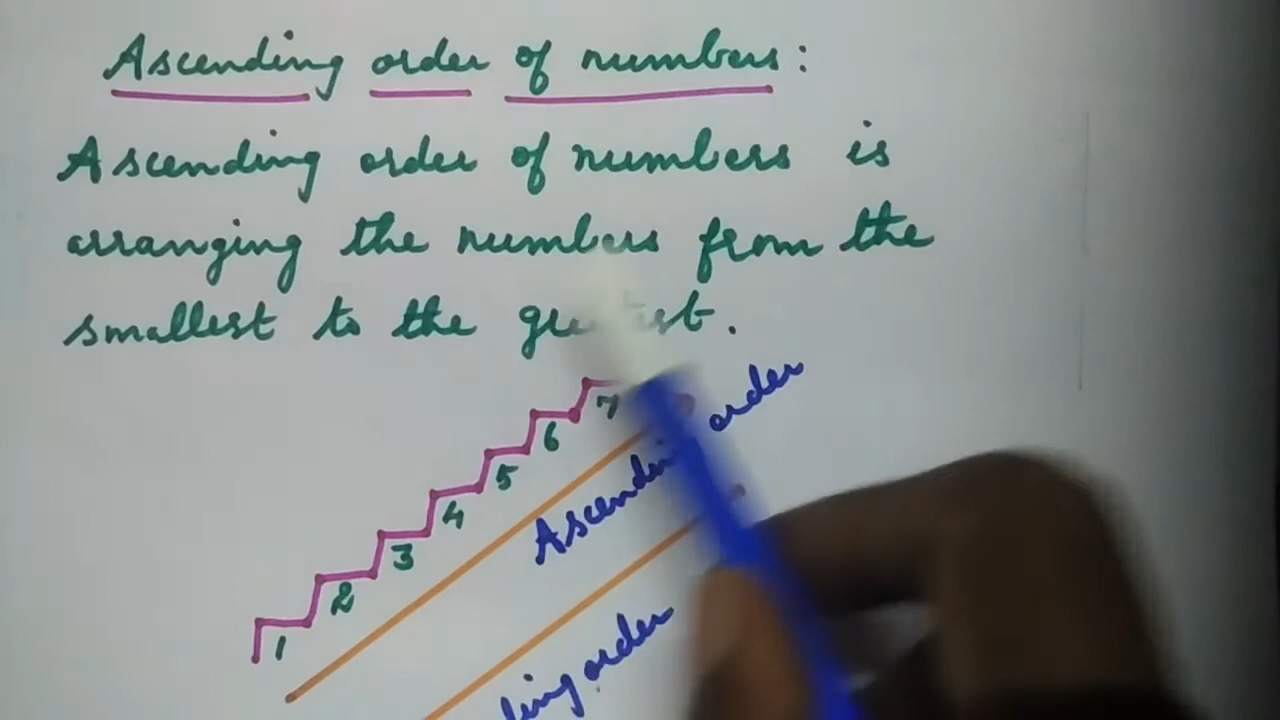 Ascending order of numbers:
Ascending order of numbers is
arranging the numbers from the
smallest to the
1
2
3
4
5
6
7
order
order